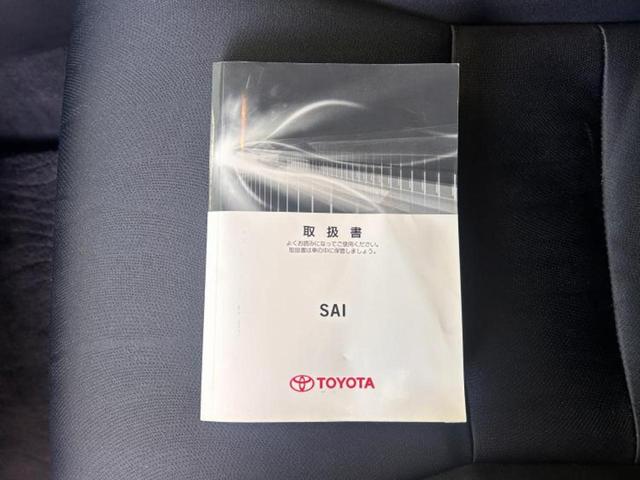 取扱書
よくお読みになってご使用ください。
取扱書は車の中に保管しましょう。
SAI
TOYOTA